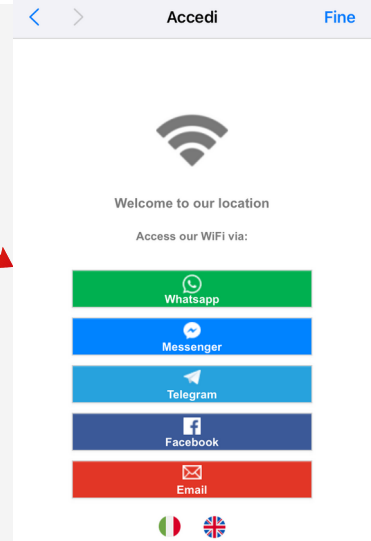 Accedi
Fine
Welcome to our location
Access our WiFi via:
Whatsapp
Messenger
Telegram
Facebook
Email